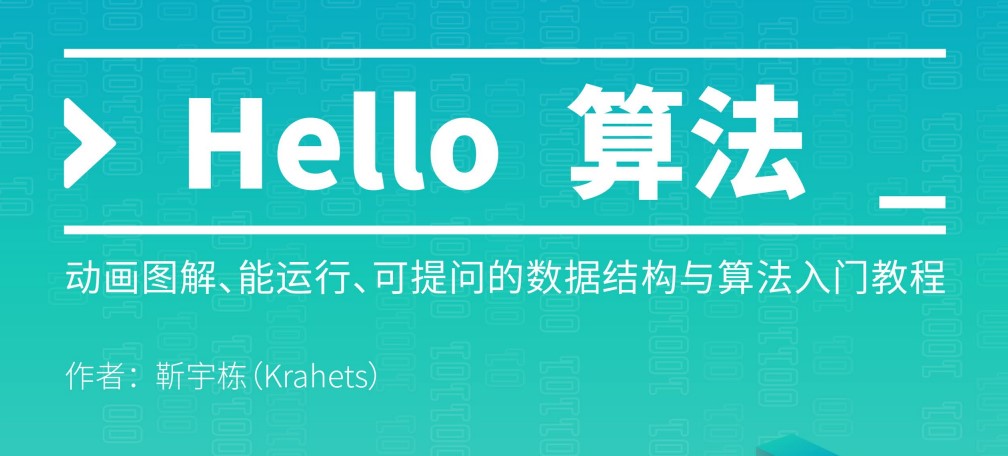 > Hello 算法 _
动画图解、能运行、可提问的数据结构与算法入门教程
作者：靳宇栋（Krahets）